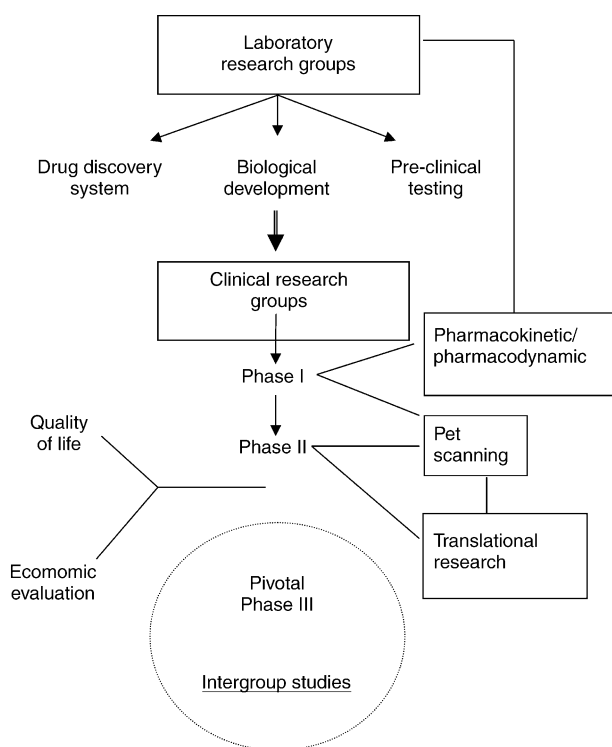 Laboratory
research groups
Drug discovery
system
Biological
development
Pre-clinical
testing
Clinical research
groups
Pharmacokinetic/
pharmacodynamic
Phase I
Quality
of life
Phase II
Pet
scanning
Translational
research
Ecomomic
evaluation
Pivotal
Phase III
Intergroup studies